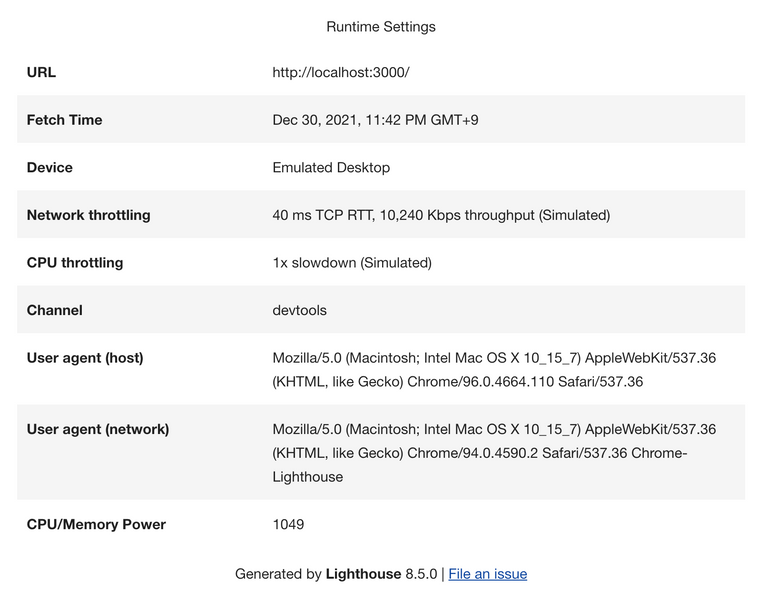 Runtime Settings
URL http://localhost:3000/
Fetch Time Dec 30, 2021, 11:42 PM GMT+9
Device Emulated Desktop
Network throttling 40 ms TCP RTT, 10,240 Kbps throughput (Simulated)
CPU throttling 1x slowdown (Simulated)
Channel devtools
User agent (host) Mozilla/5.0 (Macintosh; Intel Mac OS X 10_15_7) AppleWebKit/537.36
(KHTML, like Gecko) Chrome/96.0.4664.110 Safari/537.36
User agent (network) Mozilla/5.0 (Macintosh; Intel Mac OS X 10_15_7) AppleWebKit/537.36
(KHTML, like Gecko) Chrome/94.0.4590.2 Safari/537.36 Chrome-
Lighthouse
CPU/Memory Power 1049
Generated by Lighthouse 8.5.0 | File an issue